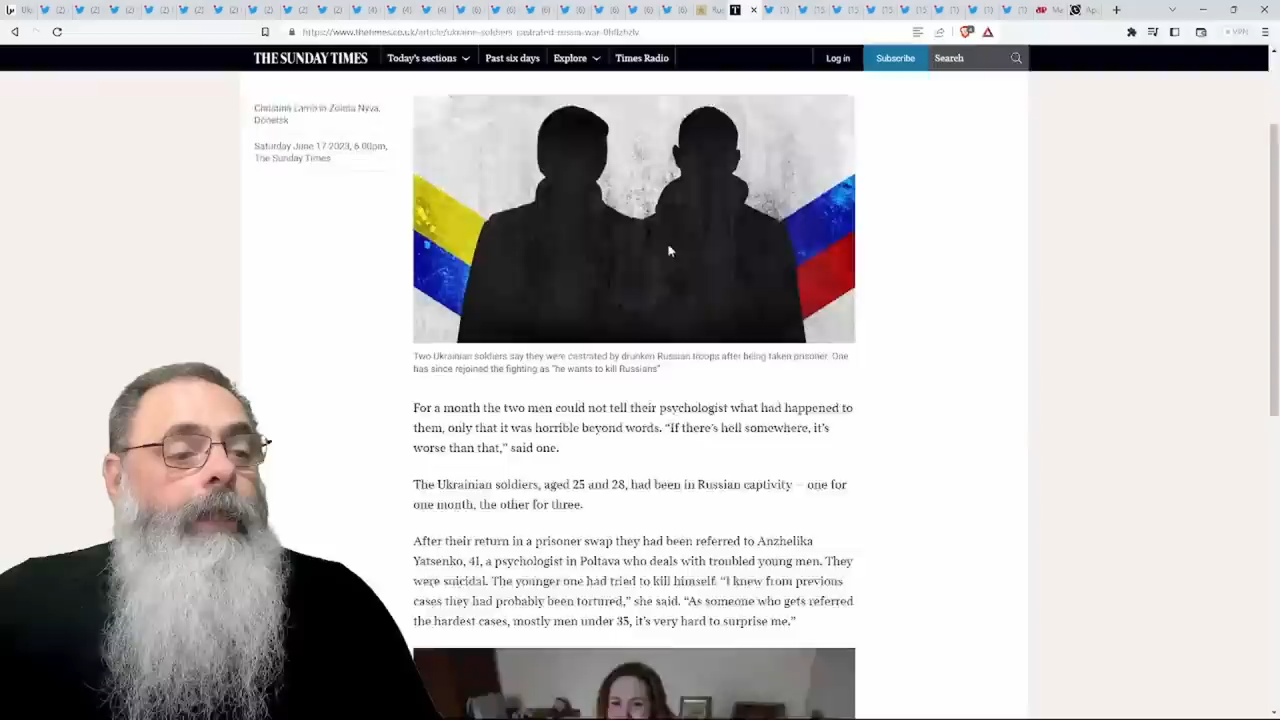 https://www.thetimes.co.uk/article/ukraine-soldiers-castrated-russia-war-
VPN
THE SUNDAY TIMES
Today's sections
Past six days
Explore
Times Radio
Log in
Subscribe
Search
Christina Lamb in Zolota Nyva,
Donetsk
Saturday June 17 2023, 6.00pm,
The Sunday Times
Two Ukrainian soldiers say they were castrated by drunken Russian troops after being taken prisoner. One
has since rejoined the fighting as "he wants to kill Russians"
For a month the two men could not tell their psychologist what had happened to
them, only that it was horrible beyond words. "If there's hell somewhere, it's
worse than that," said one.
The Ukrainian soldiers, aged 25 and 28, had been in Russian captivity – one for
one month, the other for three.
After their return in a prisoner swap they had been referred to Anzhelika
Yatsenko, 41, a psychologist in Poltava who deals with troubled young men. They
were suicidal. The younger one had tried to kill himself. "I knew from previous
cases they had probably been tortured," she said. "As someone who gets referred
the hardest cases, mostly men under 35, it's very hard to surprise me."